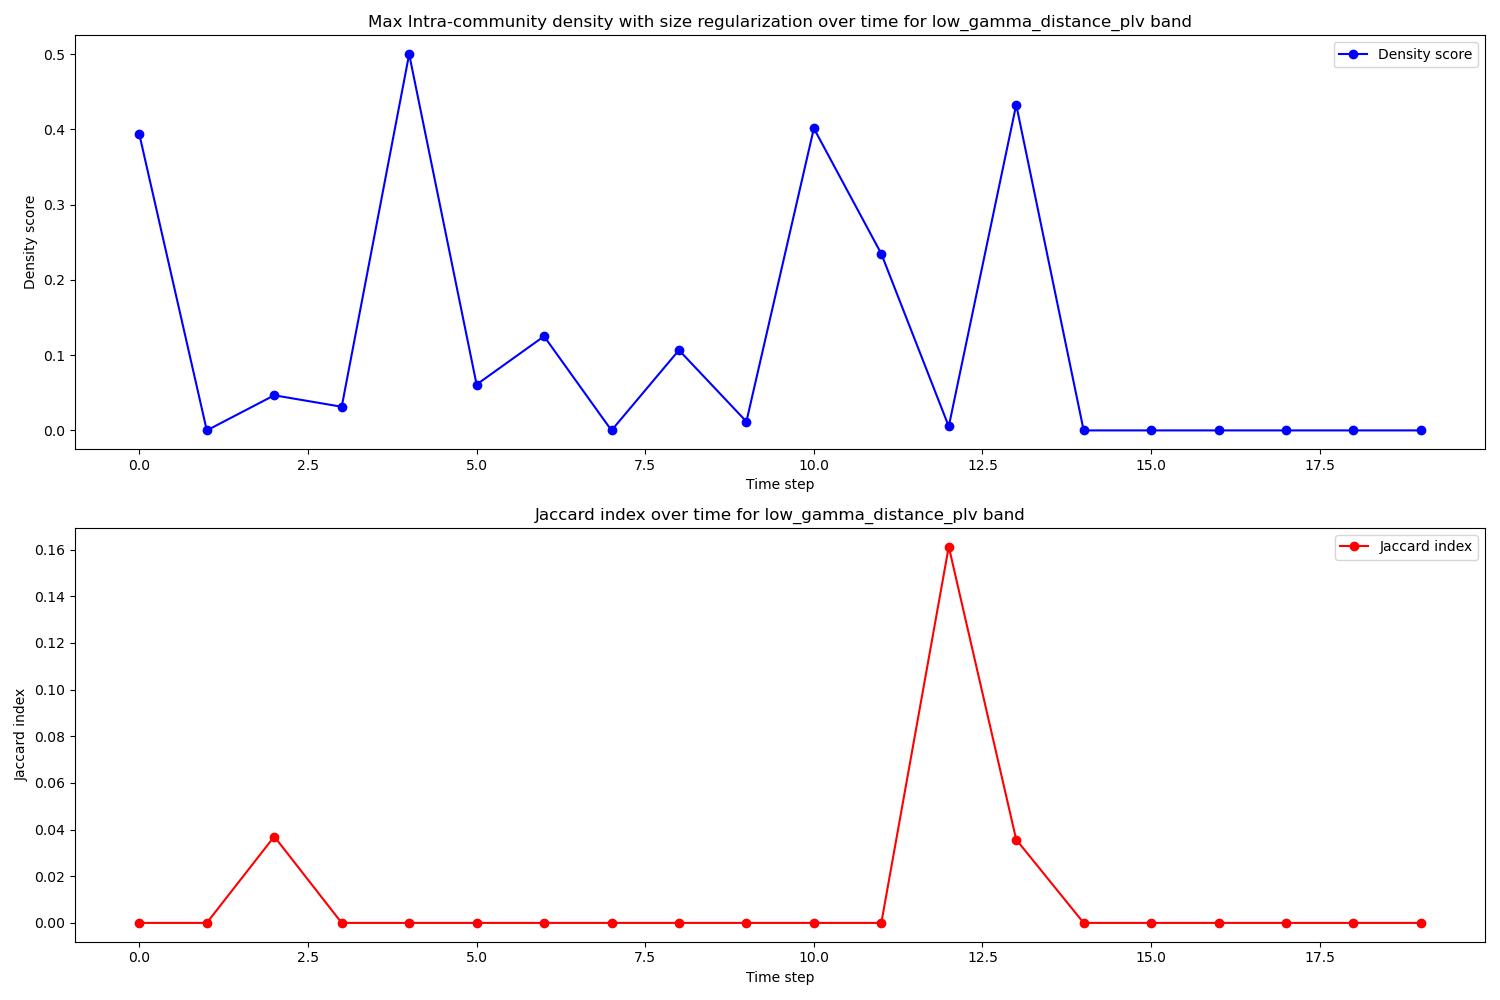 Max Intra-community density with size regularization over time for low_gamma_distance_plv band
Density score
0.5
0.4
0.3
0.2
0.1
0.0
Density score
0.0 2.5 5.0 7.5 10.0 12.5 15.0 17.5
Time step
Jaccard index over time for low_gamma_distance_plv band
Jaccard index
0.16
0.14
0.12
0.10
0.08
0.06
0.04
0.02
0.00
Jaccard index
0.0 2.5 5.0 7.5 10.0 12.5 15.0 17.5
Time step